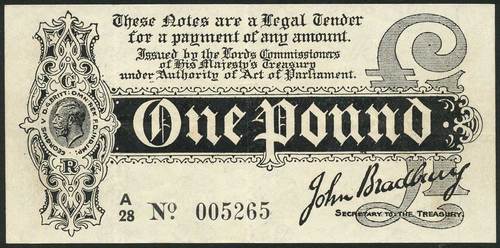 These Notes are a Legal Tender
for a payment of any amount.
Issued by the Lords Commissioners
of His Majesty's Treasury
under Authority of Act of Parliament.
£
G
R
One Pound
A
28
Nº 005265
John Bradbury
SECRETARY TO THE TREASURY.